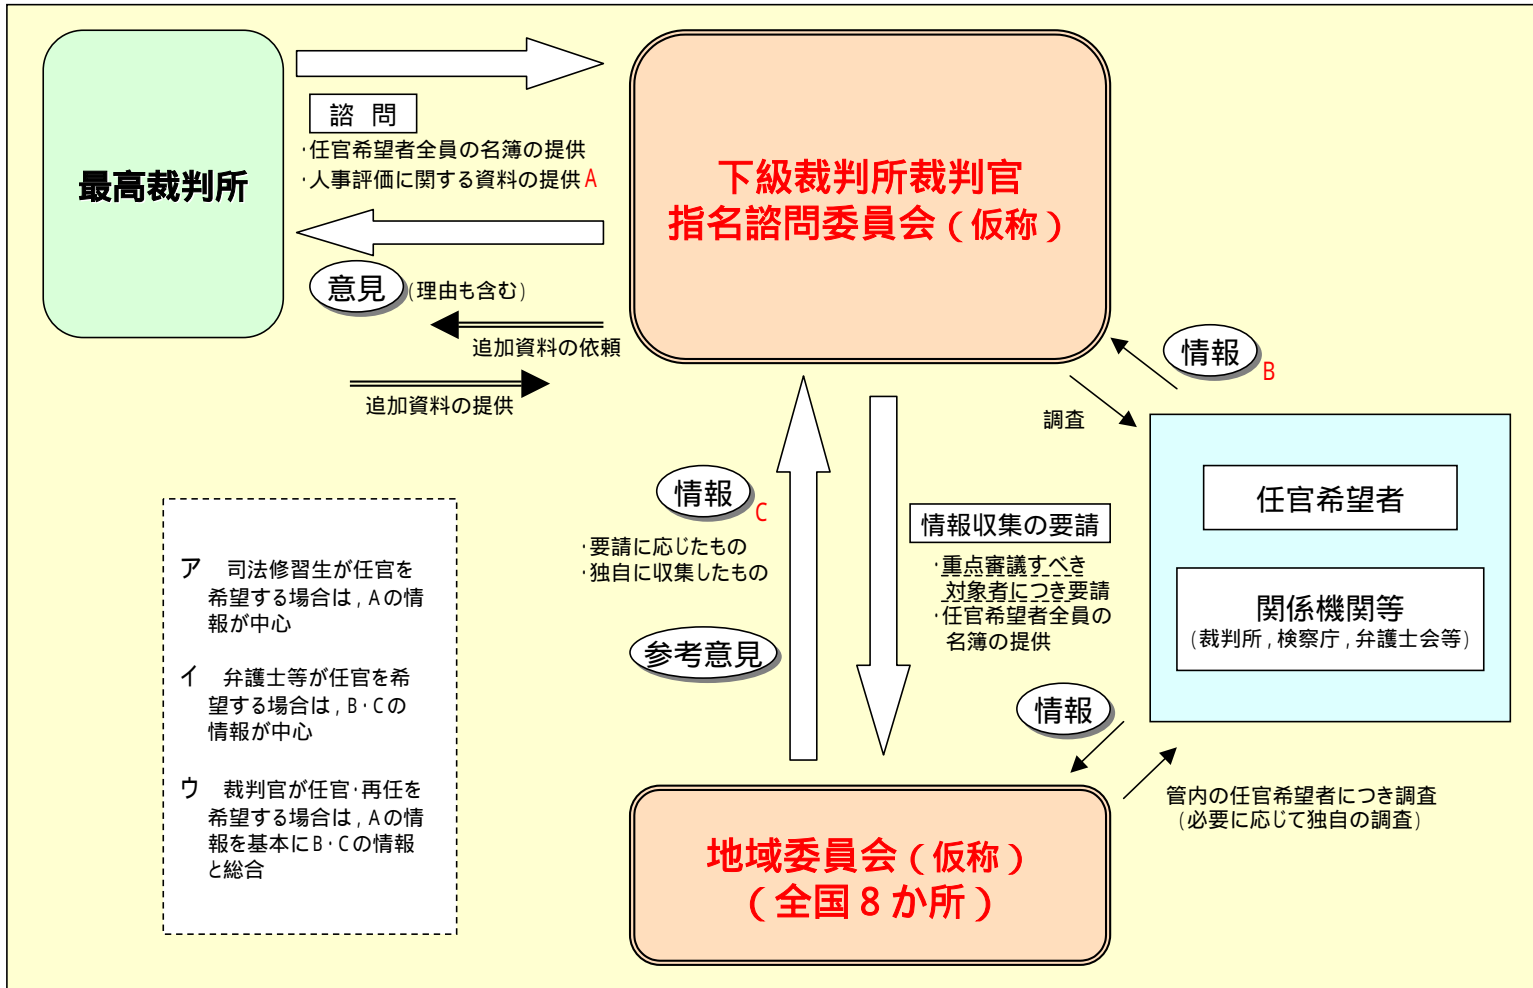 最高裁判所
諮 問
・任官希望者全員の名簿の提供
・人事評価に関する資料の提供 A
意見 (理由も含む)
追加資料の依頼
追加資料の提供
下級裁判所裁判官
指名諮問委員会(仮称)
情報 B
調査
任官希望者
関係機関等
(裁判所,検察庁,弁護士会等)
情報 C
・要請に応じたもの
・独自に収集したもの
参考意見
情報収集の要請
・重点審議すべき
対象者につき要請
・任官希望者全員の
名簿の提供
情報
管内の任官希望者につき調査
(必要に応じて独自の調査)
ア 司法修習生が任官を
希望する場合は,Aの情
報が中心
イ 弁護士等が任官を希
望する場合は,B・Cの
情報が中心
ウ 裁判官が任官・再任を
希望する場合は,Aの情
報を基本にB・Cの情報
と総合
地域委員会(仮称)
(全国8か所)